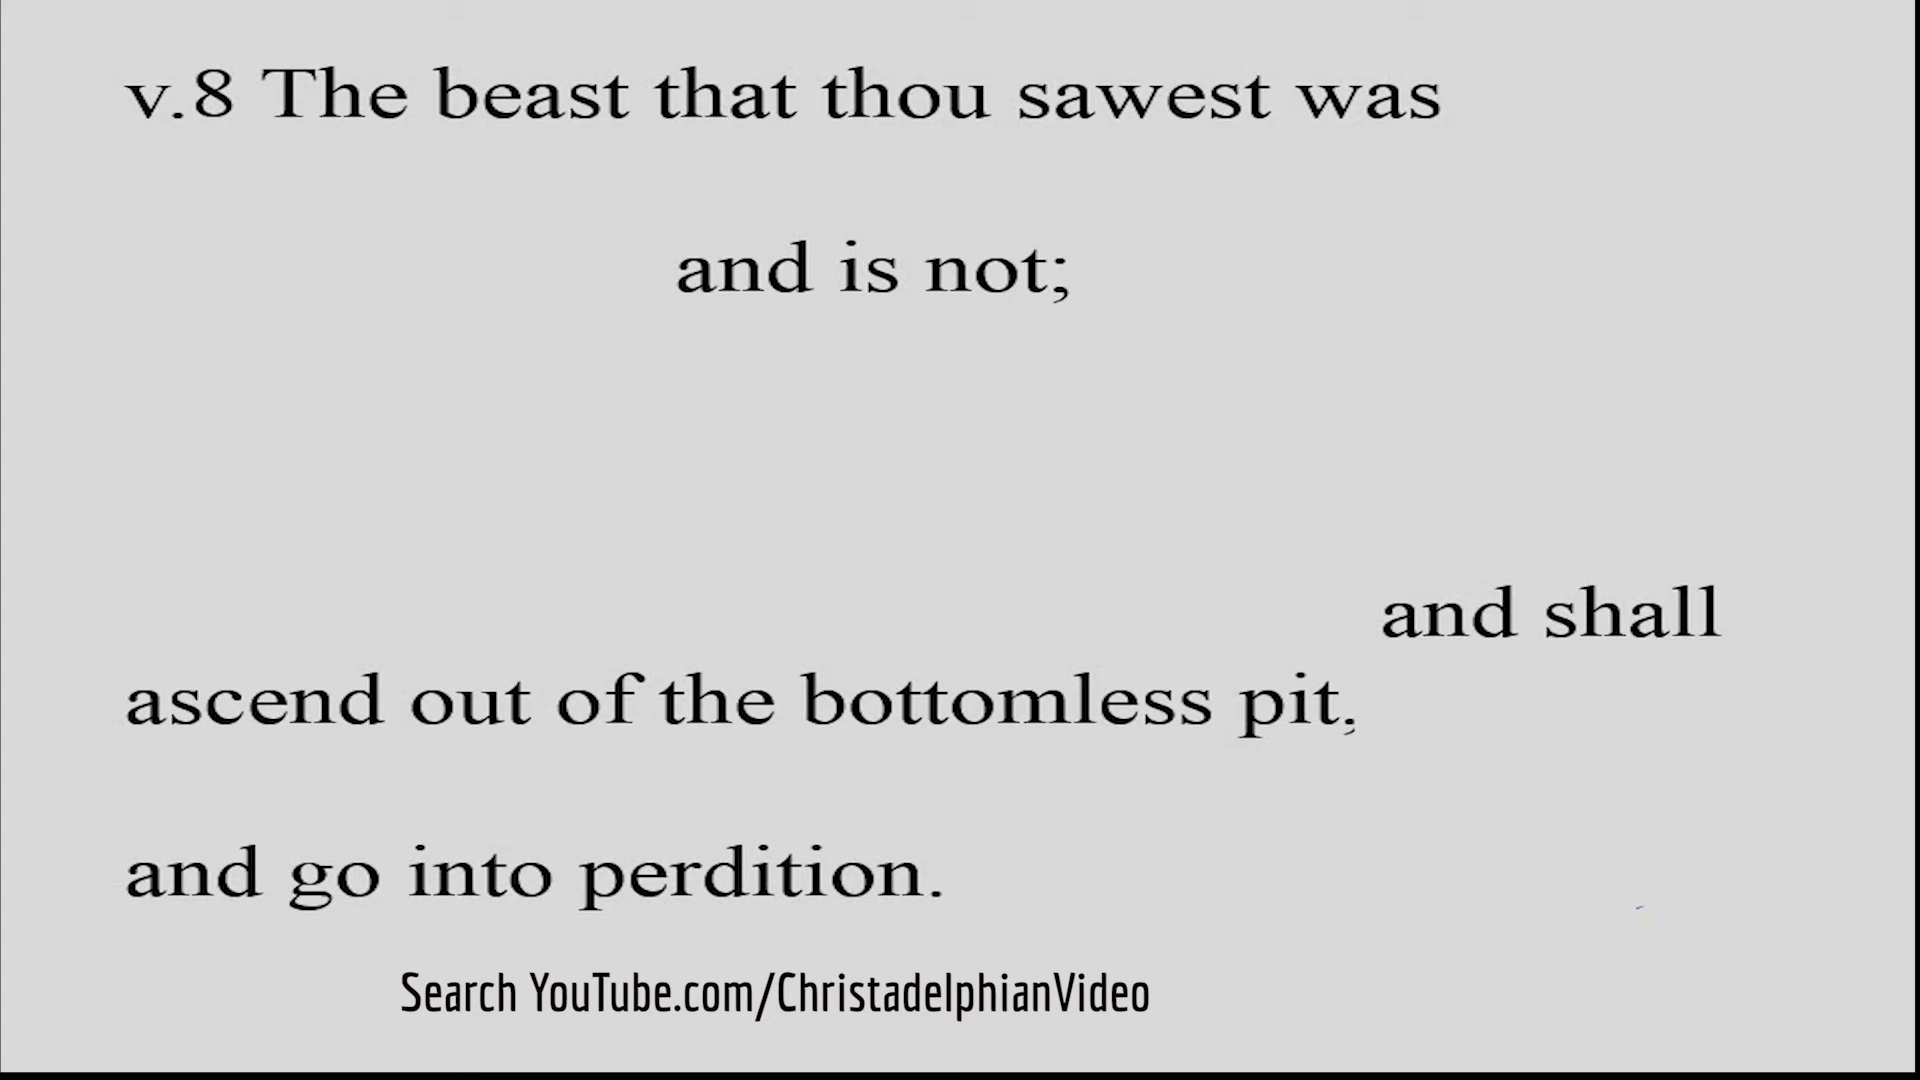 v.8 The beast that thou sawest was
and is not;
and shall
ascend out of the bottomless pit,
and go into perdition.
Search YouTube.com/ChristadelphianVideo